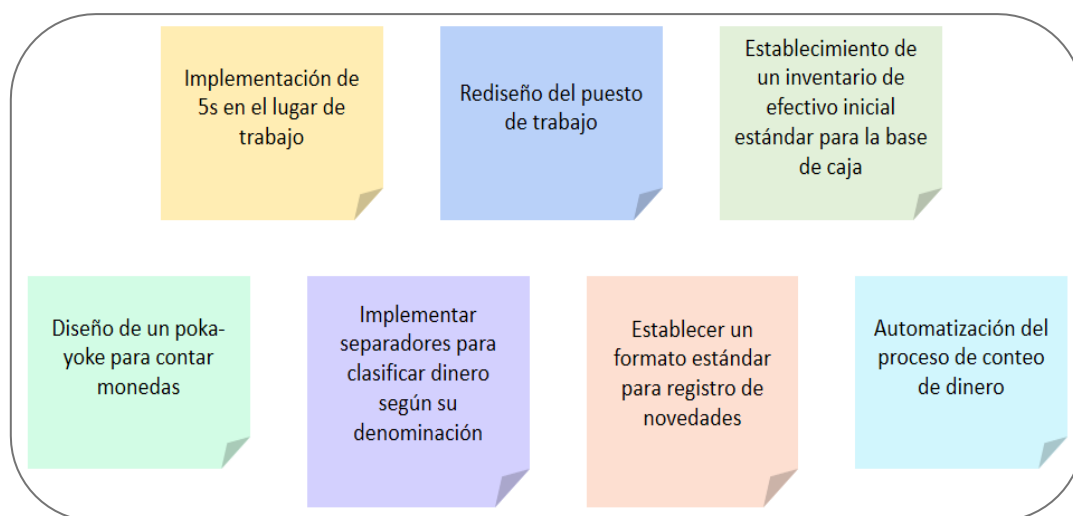 Implementación de
5s en el lugar de
trabajo
Rediseño del puesto
de trabajo
Establecimiento de
un inventario de
efectivo inicial
estándar para la base
de caja
Diseño de un poka-
yoke para contar
monedas
Implementar
separadores para
clasificar dinero
según su
denominación
Establecer un
formato estándar
para registro de
novedades
Automatización del
proceso de conteo
de dinero